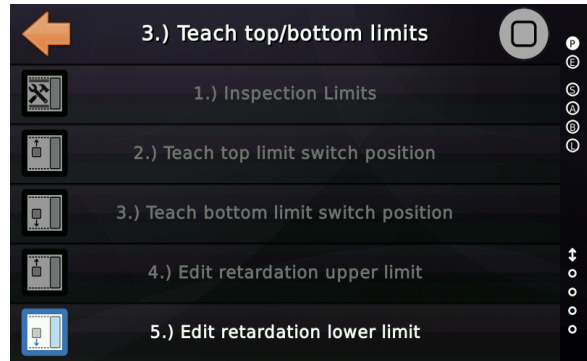 3.) Teach top/bottom limits
1.) Inspection Limits
2.) Teach top limit switch position
3.) Teach bottom limit switch position
4.) Edit retardation upper limit
5.) Edit retardation lower limit
P
E
S
A
B
L